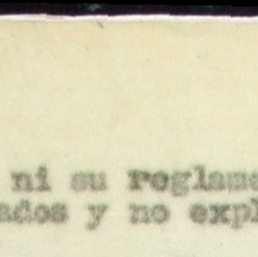 ni su reglame
ados y no expl